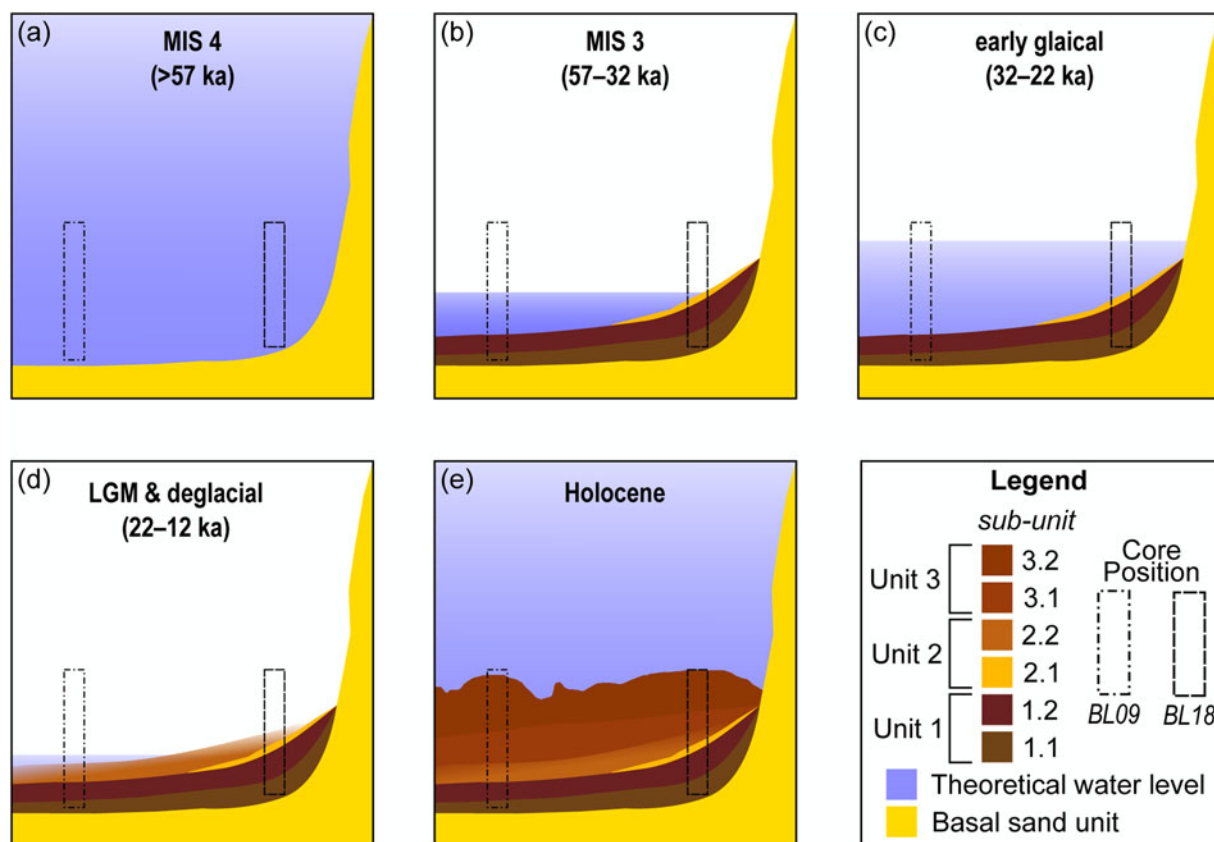 (a)
MIS 4
(>57 ka)
(b)
MIS 3
(57–32 ka)
(c)
early glaical
(32–22 ka)
(d)
LGM & deglacial
(22–12 ka)
(e)
Holocene
Legend
sub-unit
Unit 3
3.2
3.1
Unit 2
2.2
2.1
Unit 1
1.2
1.1
Core
Position
BL09
BL18
Theoretical water level
Basal sand unit